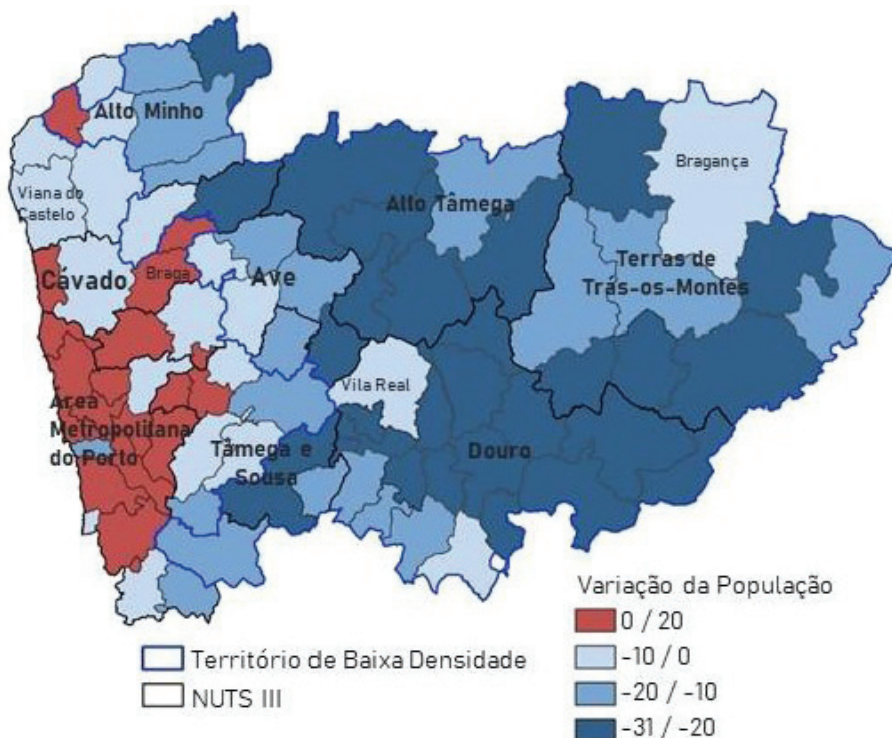 Alto Minho
Bragança
Viana do
Castelo
Alto Tâmega
Cávado
Braga
Ave
Terras de
Trás-os-Montes
Vila Real
Área
Metropolitana
do Porto
Tâmega e
Sousa
Douro
Variação da População
0 / 20
-10 / 0
-20 / -10
-31 / -20
Território de Baixa Densidade
NUTS III